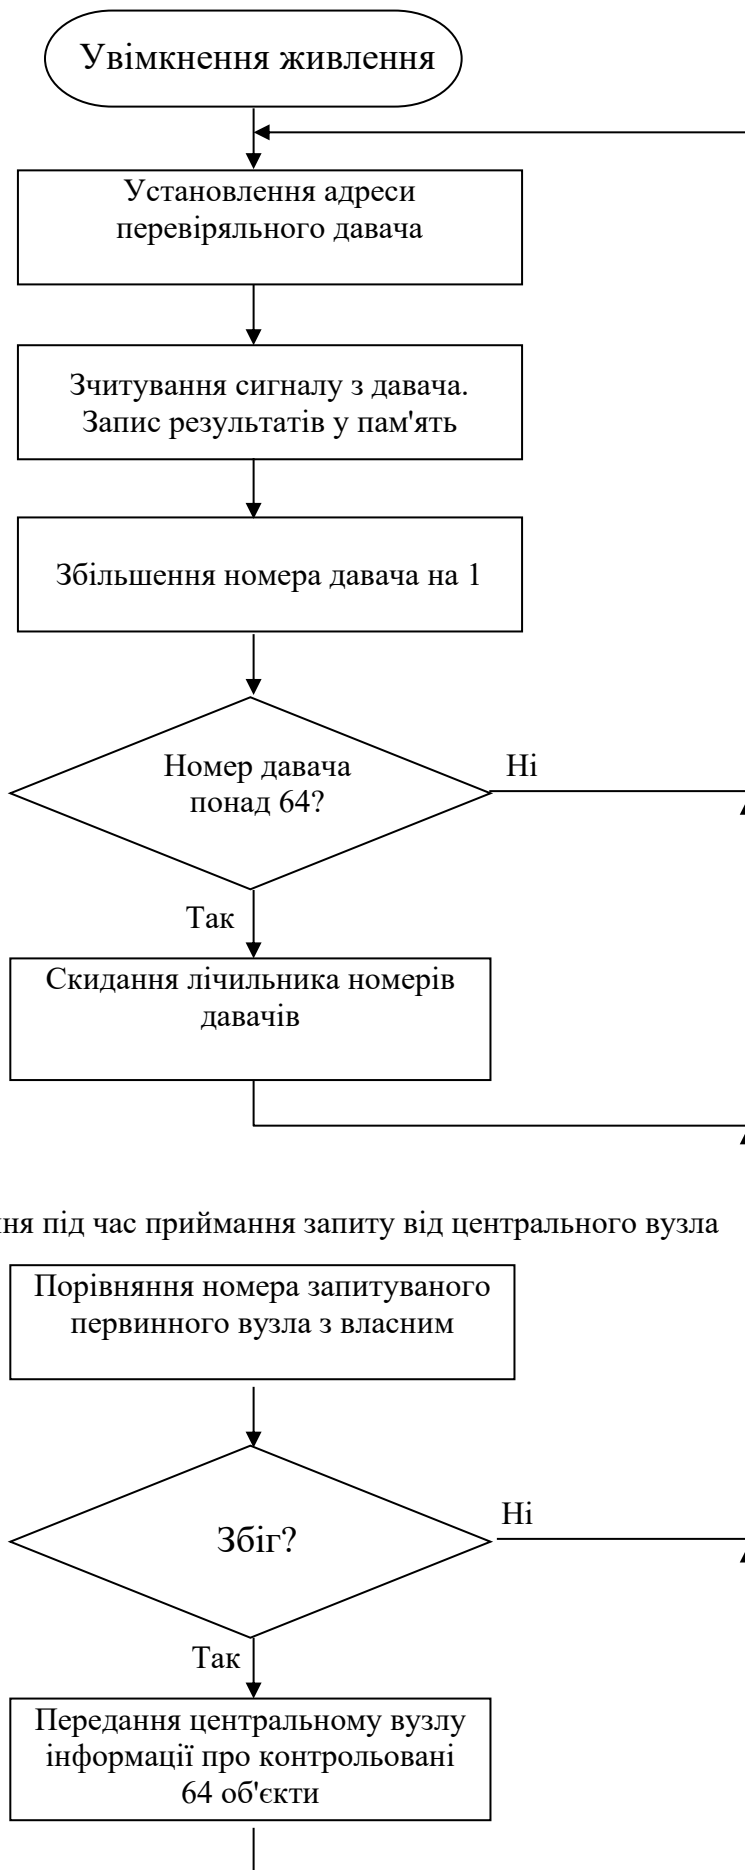 Увімкнення живлення
Установлення адреси
перевіряльного давача
Зчитування сигналу з давача.
Запис результатів у пам'ять
Збільшення номера давача на 1
Номер давача
понад 64?
Ні
Так
Скидання лічильника номерів
давачів
ня під час приймання запиту від центрального вузла
Порівняння номера запитуваного
первинного вузла з власним
Збіг?
Ні
Так
Передання центральному вузлу
інформації про контрольовані
64 об'єкти